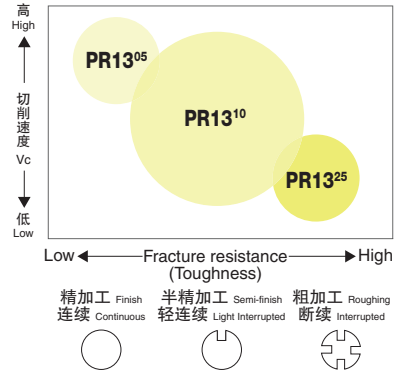 高
High
切削速度
Vc
低
Low
PR1305
PR1310
PR1325
Low Fracture resistance High
(Toughness)
精加工 Finish
连续 Continuous
半精加工 Semi-finish
轻连续 Light Interrupted
粗加工 Roughing
断续 Interrupted